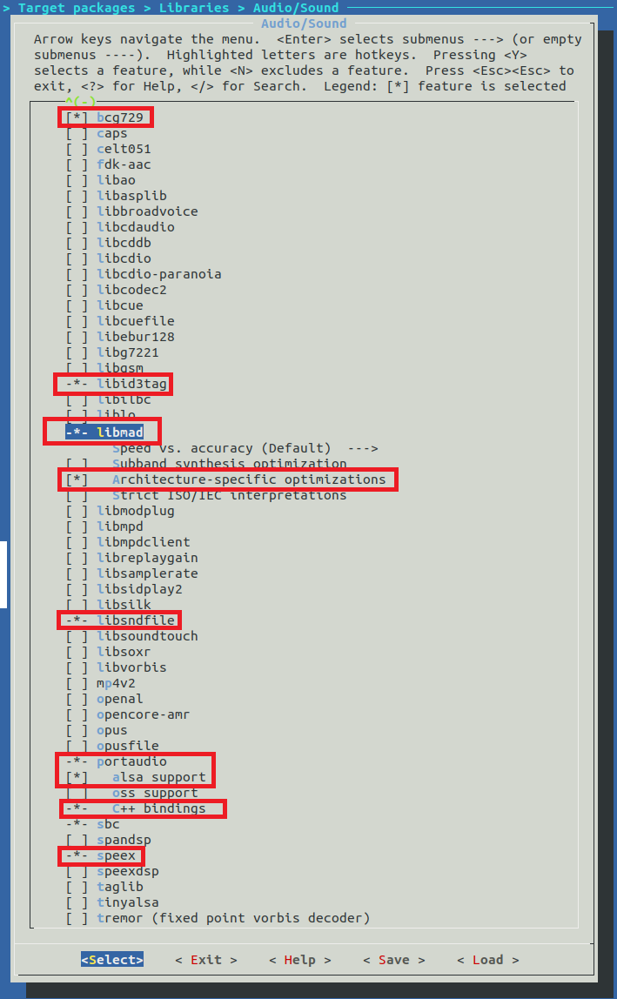 > Target packages > Libraries > Audio/Sound
Audio/Sound
Arrow keys navigate the menu.  <Enter> selects submenus ---> (or empty
submenus ----).  Highlighted letters are hotkeys.  Pressing <Y>
selects a feature, while <N> excludes a feature.  Press <Esc><Esc> to
exit, <?> for Help, </> for Search.  Legend: [*] feature is selected
^(-)
[*] bcg729
[ ] caps
[ ] celt051
[ ] fdk-aac
[ ] libao
[ ] libasplib
[ ] libbroadvoice
[ ] libcdaudio
[ ] libcddb
[ ] libcdio
[ ] libcdio-paranoia
[ ] libcodec2
[ ] libcue
[ ] libcuefile
[ ] libebur128
[ ] libg7221
[ ] libgsm
-*- libid3tag
[ ] libilbc
[ ] liblo
-*- libmad
Speed vs. accuracy (Default)  --->
[ ]   Subband synthesis optimization
[*]   Architecture-specific optimizations
[ ]   Strict ISO/IEC interpretations
[ ] libmodplug
[ ] libmpd
[ ] libmpdclient
[ ] libreplaygain
[ ] libsamplerate
[ ] libsidplay2
[ ] libsilk
-*- libsndfile
[ ] libsoundtouch
[ ] libsoxr
[ ] libvorbis
[ ] mp4v2
[ ] openal
[ ] opencore-amr
[ ] opus
[ ] opusfile
-*- portaudio
[*]   alsa support
[ ]   oss support
-*-   C++ bindings
-*- sbc
[ ] spandsp
-*- speex
[ ] speexdsp
[ ] taglib
[ ] tinyalsa
[ ] tremor (fixed point vorbis decoder)
<Select>    < Exit >    < Help >    < Save >    < Load >